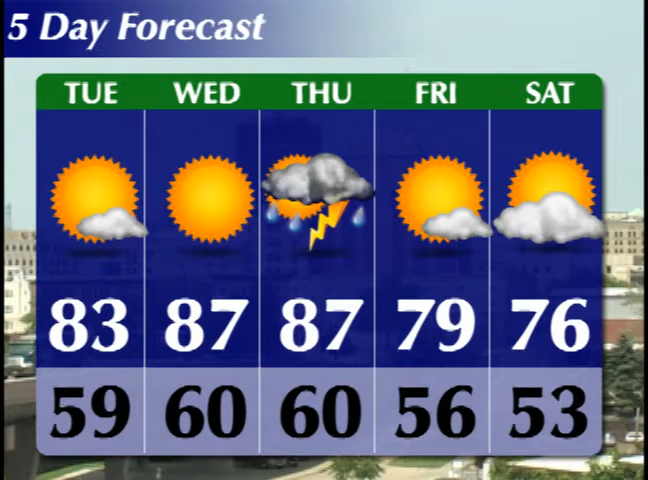 5 Day Forecast
TUE WED THU FRI SAT
83 87 87 79 76
59 60 60 56 53